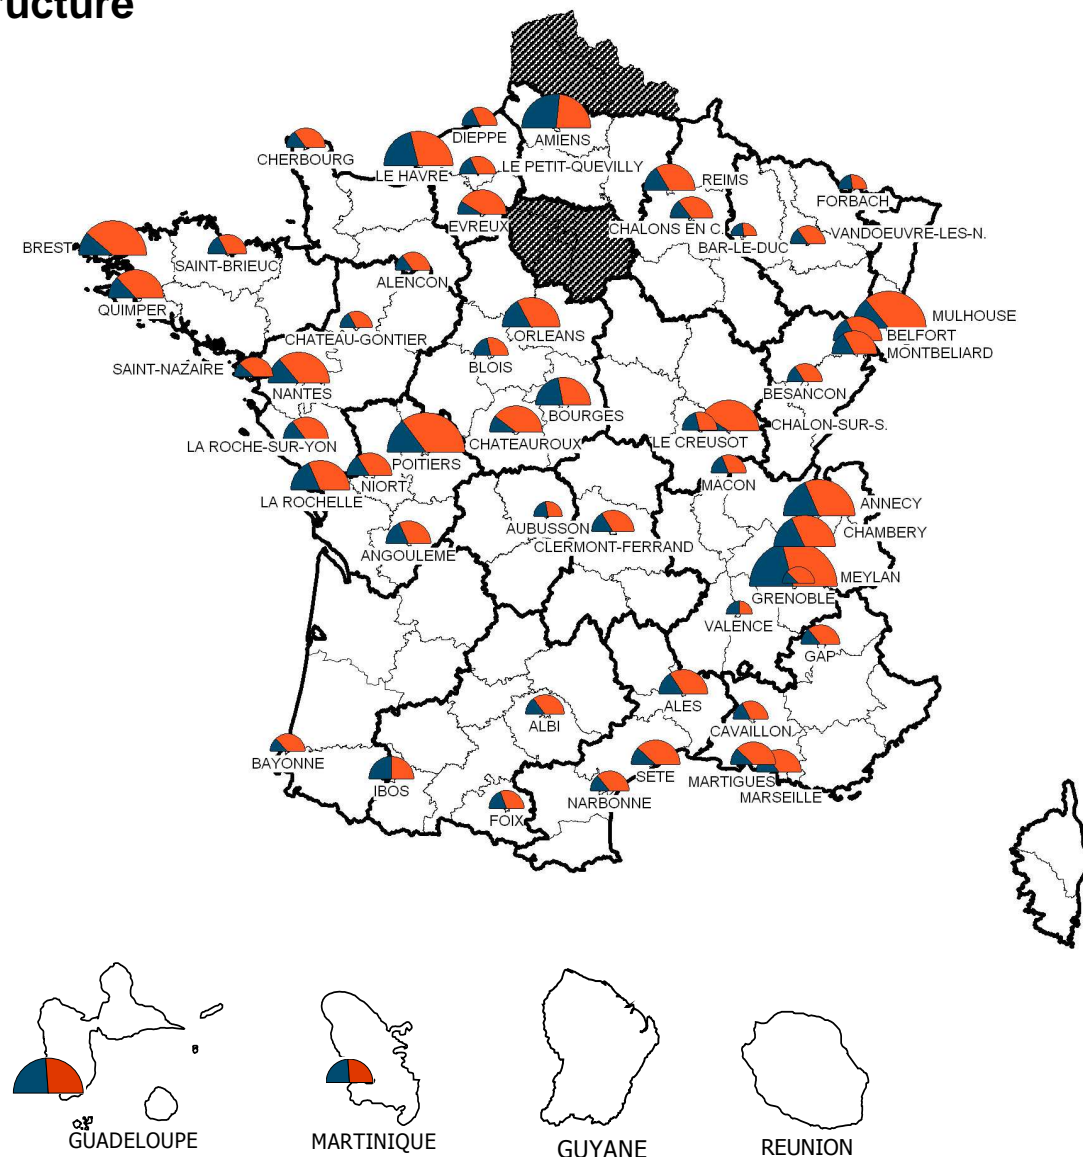 ructure
DIEPPE
AMIENS
CHERBOURG
LE HAVRE
LE PETIT-QUEVILLY
REIMS
FORBACH
EVREUX
CHALONS EN C.
VANDOEUVRE-LES-N.
BAR-LE-DUC
BREST
SAINT-BRIEUC
ALENCON
QUIMPER
MULHOUSE
ORLEANS
BELFORT
CHATEAU-GONTIER
MONTBELIARD
SAINT-NAZAIRE
BLOIS
NANTES
BESANCON
BOURGES
CHALON-SUR-S.
LA ROCHE-SUR-YON
CHATEAUROUX
LE CREUSOT
POITIERS
NIORT
MACON
LA ROCHELLE
ANNECY
AUBUSSON
CHAMBERY
ANGOULEME
CLERMONT-FERRAND
MEYLAN
GRENOBLE
VALENCE
GAP
ALES
ALBI
CAVAILLON
BAYONNE
SETE
MARTIGUES
IBOS
MARSEILLE
NARBONNE
FOIX
GUADELOUPE
MARTINIQUE
GUYANE
REUNION